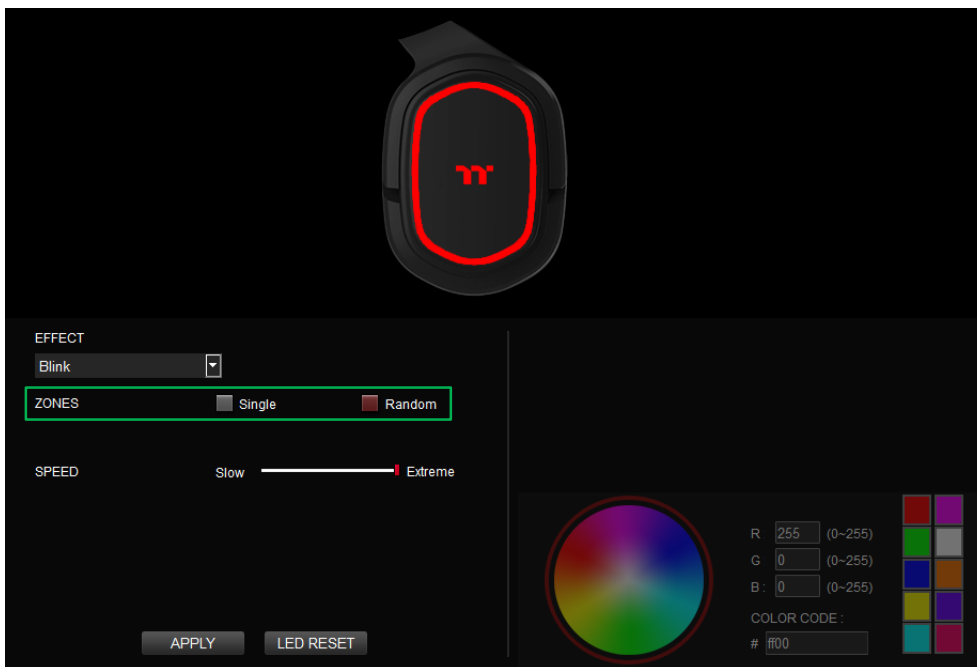 EFFECT
Blink
ZONES Single Random
SPEED Slow Extreme
R 255 (0~255)
G 0 (0~255)
B : 0 (0~255)
COLOR CODE :
# ff00
APPLY LED RESET